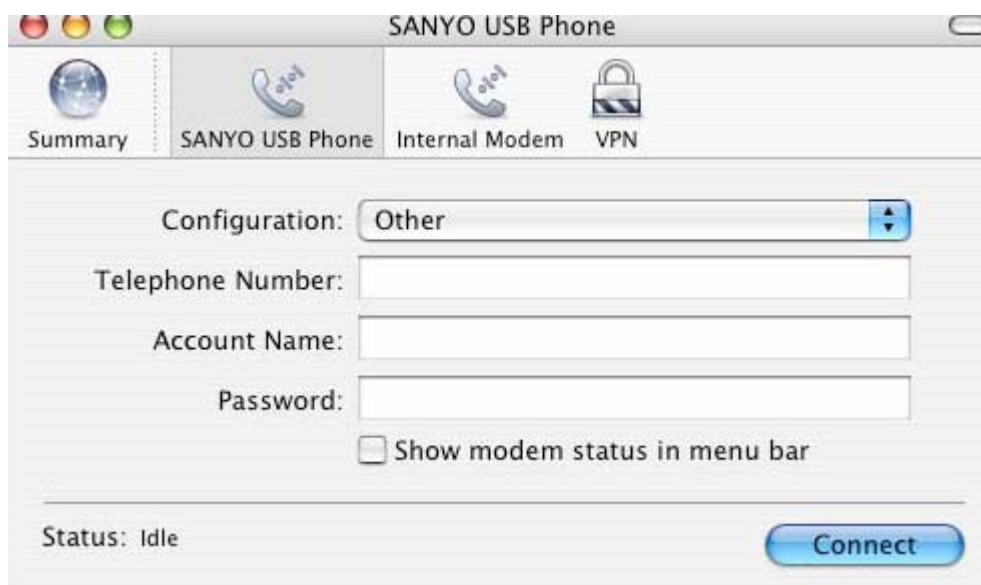 SANYO USB Phone
Summary SANYO USB Phone Internal Modem VPN
Configuration: Other
Telephone Number:
Account Name:
Password:
Show modem status in menu bar
Status: Idle
Connect